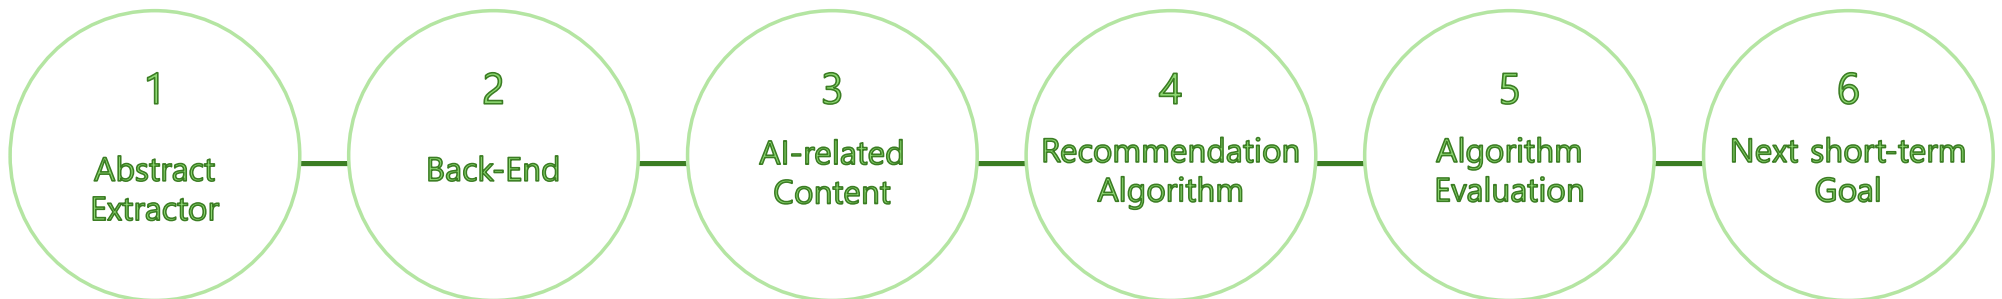 1
Abstract
Extractor
2
Back-End
3
AI-related
Content
4
Recommendation
Algorithm
5
Algorithm
Evaluation
6
Next short-term
Goal